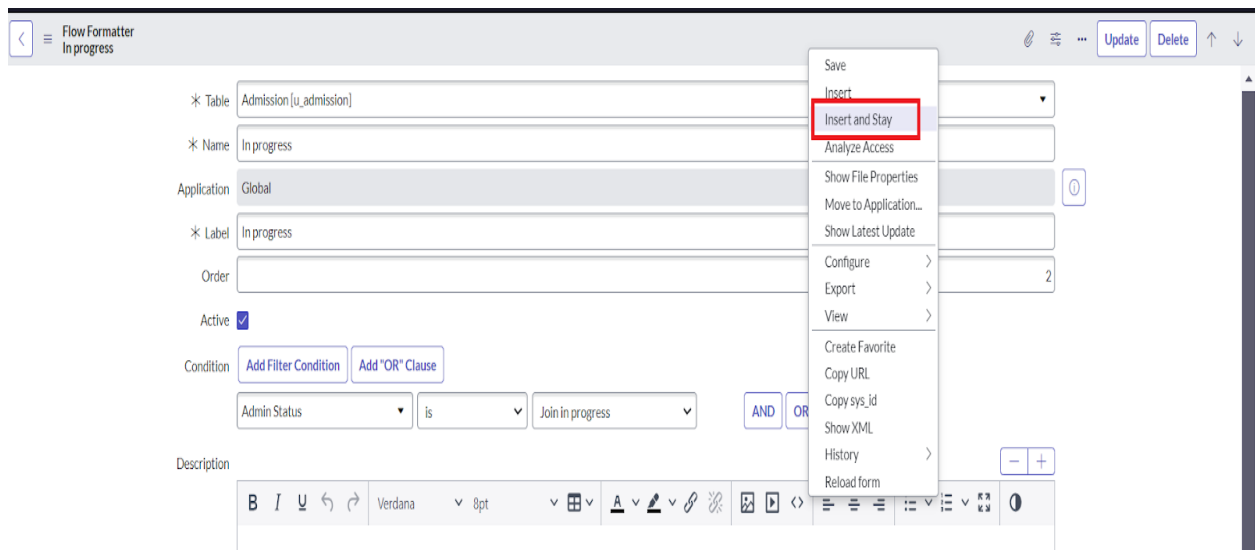 Flow Formatter
In progress
Update
Delete
Table
Admission [u_admission]
Name
In progress
Application
Global
Label
In progress
Order
2
Active
Condition
Add Filter Condition
Add "OR" Clause
Admin Status
is
Join in progress
AND
OR
Description
B I U
Verdana
8pt
A
Save
Insert
Insert and Stay
Analyze Access
Show File Properties
Move to Application...
Show Latest Update
Configure
Export
View
Create Favorite
Copy URL
Copy sys_id
Show XML
History
Reload form